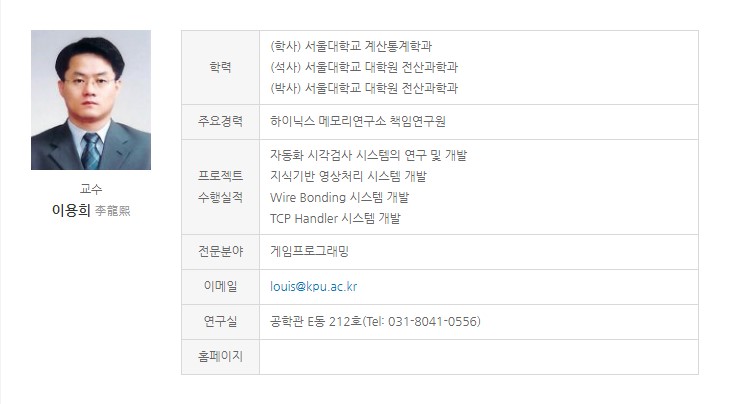 교수
이용희 李龍熙
학력
(학사) 서울대학교 계산통계학과
(석사) 서울대학교 대학원 전산과학과
(박사) 서울대학교 대학원 전산과학과
주요경력
하이닉스 메모리연구소 책임연구원
프로젝트
수행실적
자동화 시각검사 시스템의 연구 및 개발
지식기반 영상처리 시스템 개발
Wire Bonding 시스템 개발
TCP Handler 시스템 개발
전문분야
게임프로그래밍
이메일
louis@kpu.ac.kr
연구실
공학관 E동 212호(Tel: 031-8041-0556)
홈페이지